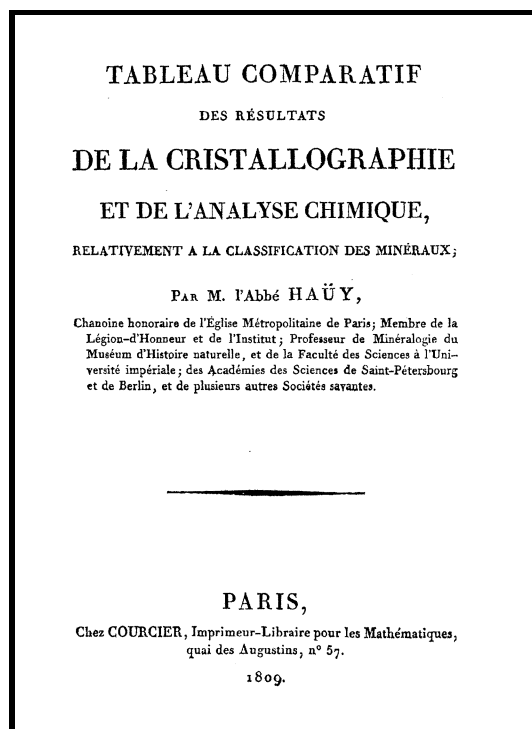 TABLEAU COMPARATIF
DES RÉSULTATS
DE LA CRISTALLOGRAPHIE
ET DE L'ANALYSE CHIMIQUE,
RELATIVEMENT A LA CLASSIFICATION DES MINÉRAUX;
PAR M. l'Abbé HAÜY,
Chanoine honoraire de l'Église Métropolitaine de Paris; Membre de la
Légion-d'Honneur et de l'Institut; Professeur de Minéralogie du
Muséum d'Histoire naturelle, et de la Faculté des Sciences à l'Uni-
versité impériale; des Académies des Sciences de Saint-Pétersbourg
et de Berlin, et de plusieurs autres Sociétés savantes.
PARIS,
Chez COURCIER, Imprimeur-Libraire pour les Mathématiques,
quai des Augustins, n° 57.
1809.